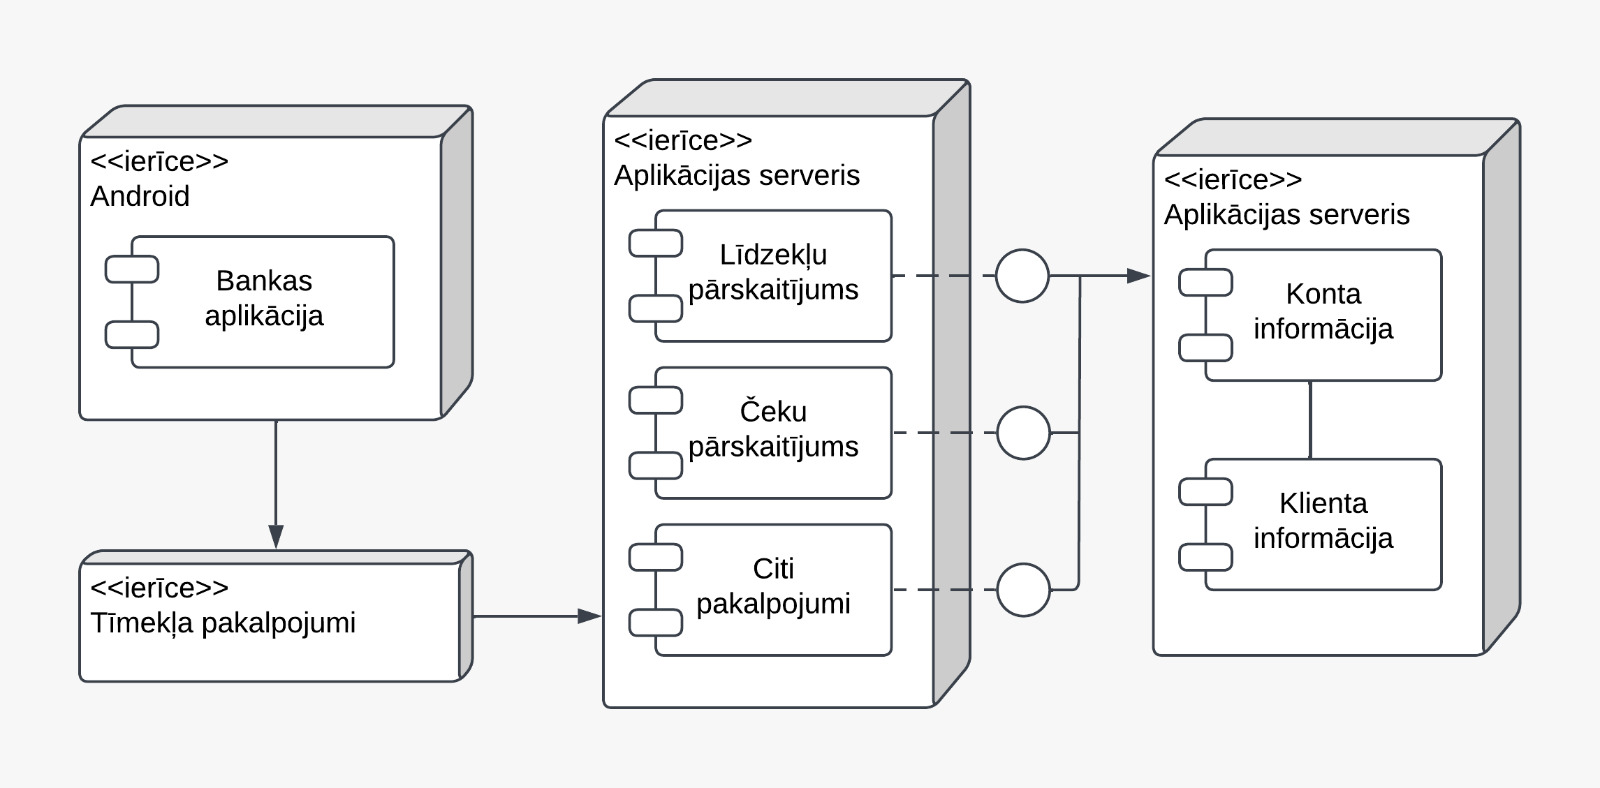 <<ierīce>>
Android
Bankas
aplikācija
<<ierīce>>
Tīmekļa pakalpojumi
<<ierīce>>
Aplikācijas serveris
Līdzekļu
pārskaitījums
Čeku
pārskaitījums
Citi
pakalpojumi
<<ierīce>>
Aplikācijas serveris
Konta
informācija
Klienta
informācija